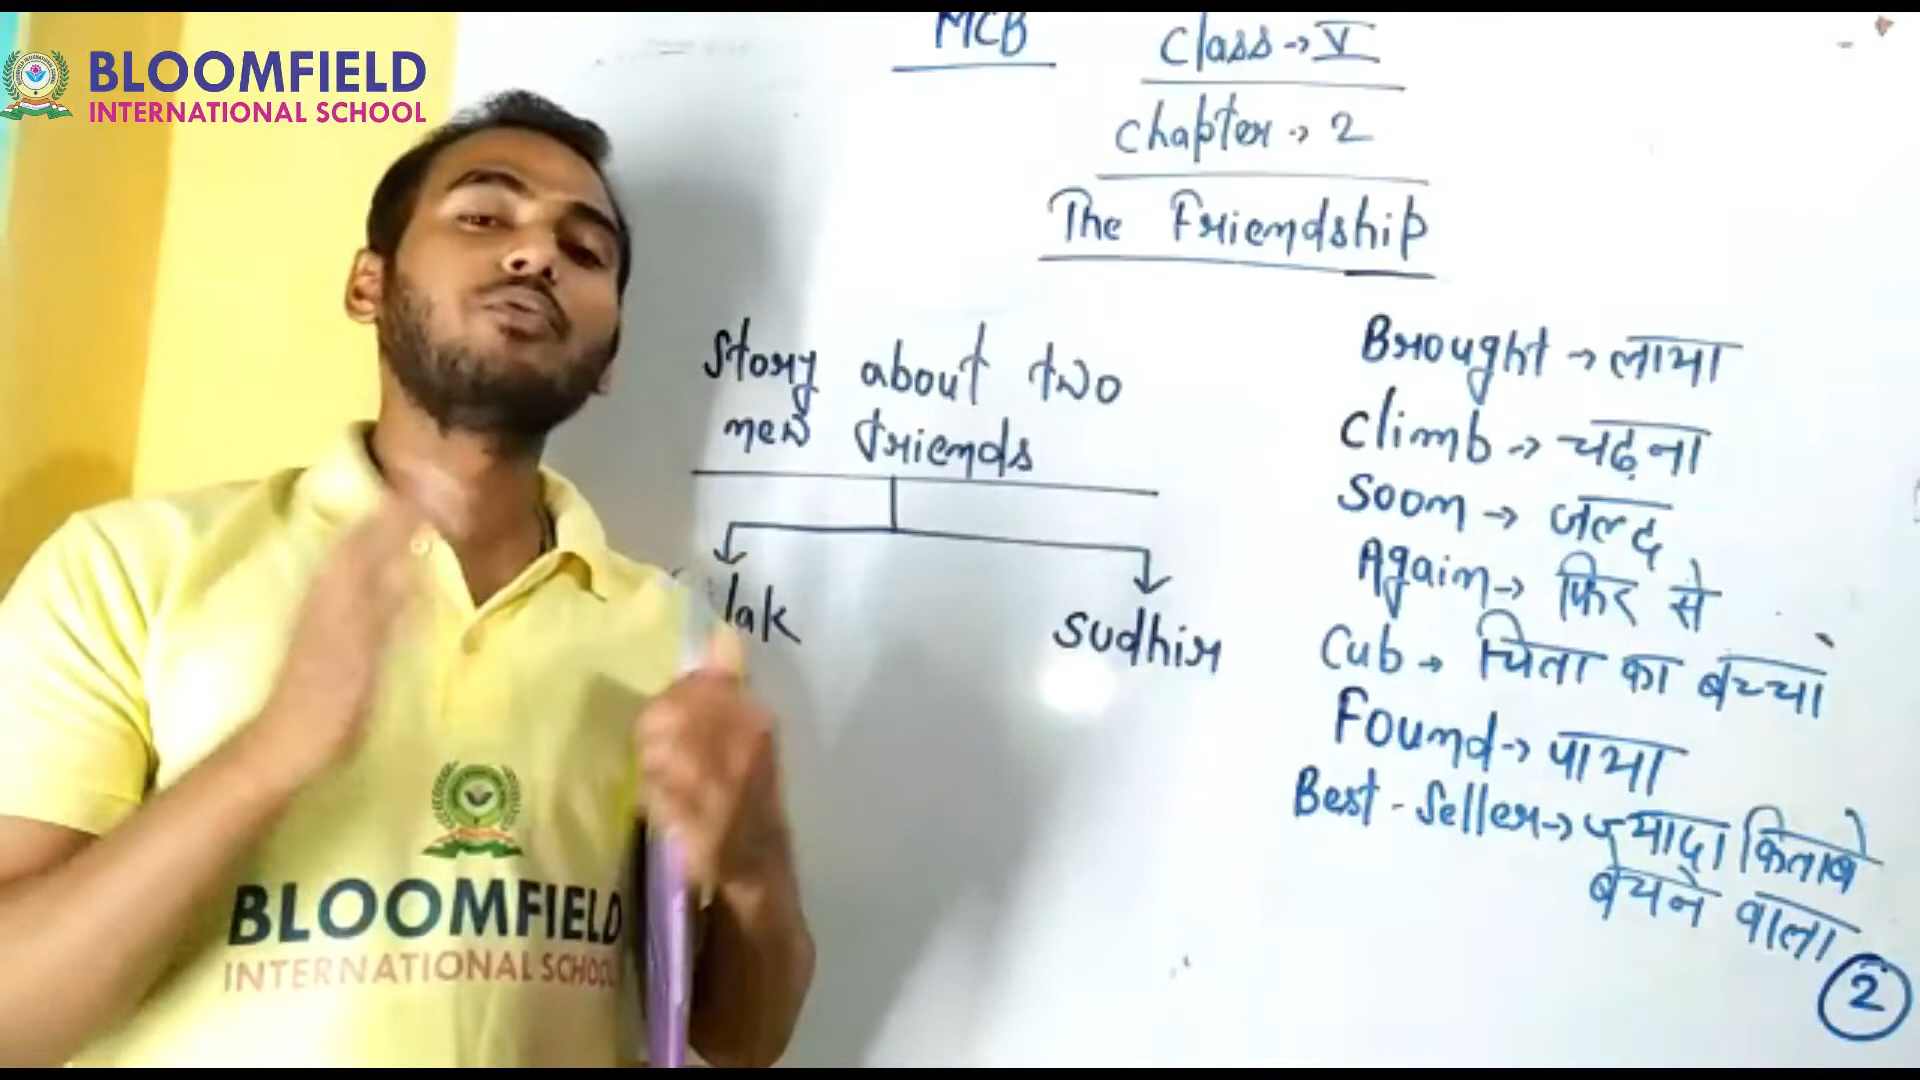 BLOOMFIELD
INTERNATIONAL SCHOOL
MCB
Class → V
Chapter → 2
The Friendship
Story about two
new friends
lak
Sudhir
Brought → लाया
Climb → चढ़ना
Soon → जल्द
Again → फिर से
Cub → चिता का बच्चा
Found → पाया
Best - Seller → ज्यादा किताबे
बेचने वाला
2
BLOOMFIELD
INTERNATIONAL SCHOOL